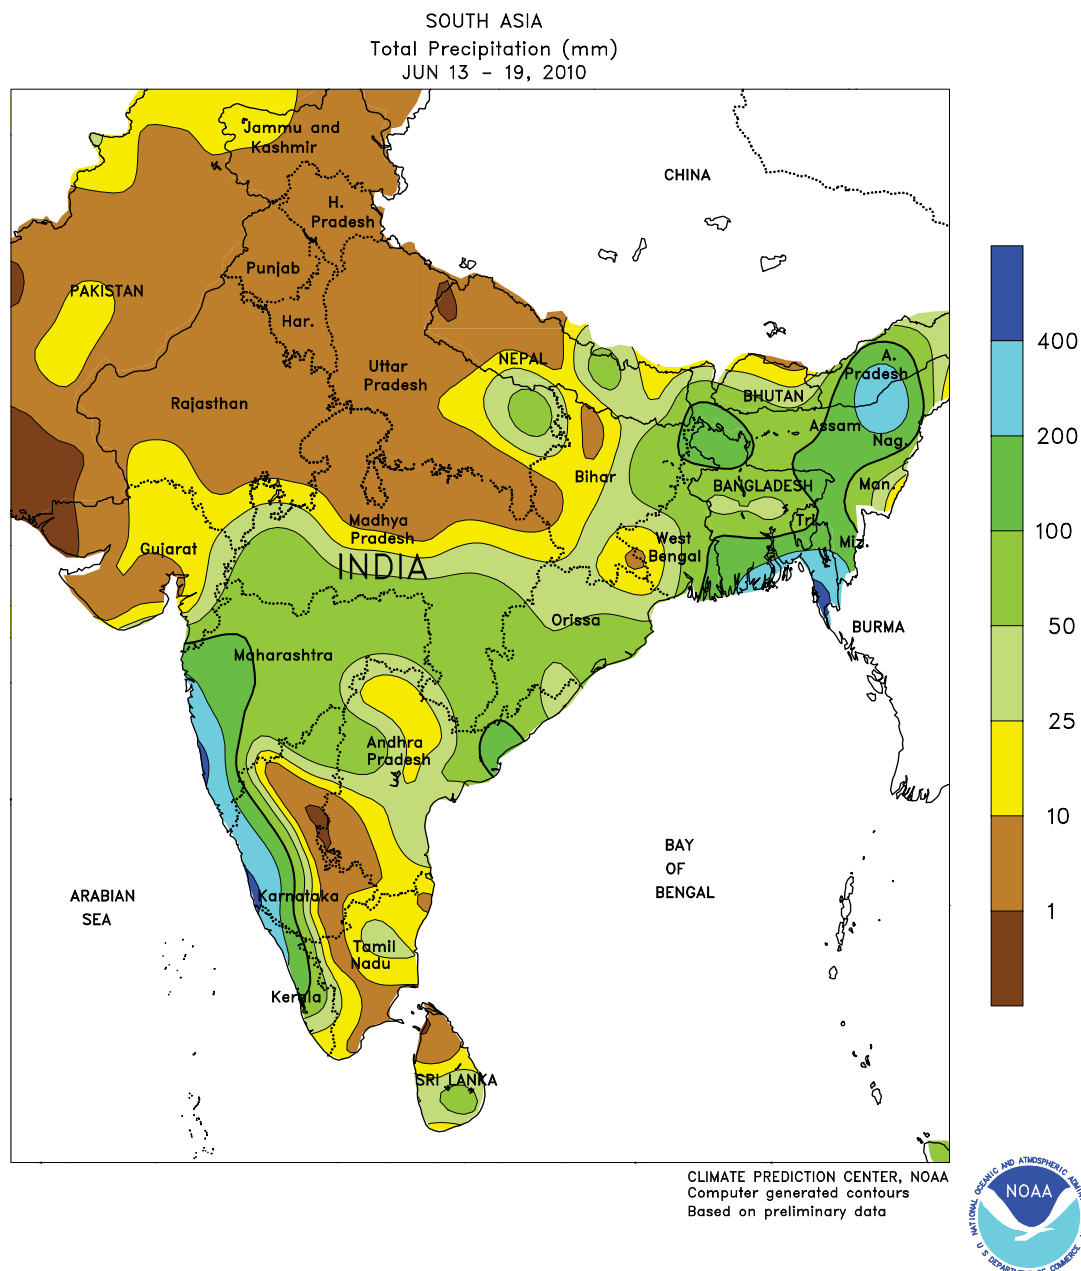 SOUTH ASIA
Total Precipitation (mm)
JUN 13 - 19, 2010
Jammu and
Kashmir
CHINA
H.
Pradesh
Punjab
PAKISTAN
Har.
400
NEPAL
A.
Pradesh
Uttar
Pradesh
BHUTAN
Rajasthan
Assam
200
Nag.
Bihar
BANGLADESH
Man.
Madhya
Pradesh
Tri.
100
West
Bengal
Miz.
Gujarat
INDIA
Orissa
BURMA
50
Maharashtra
25
Andhra
Pradesh
10
BAY
OF
BENGAL
ARABIAN
SEA
Karnataka
1
Tamil
Nadu
Kerala
SRI LANKA
CLIMATE PREDICTION CENTER, NOAA
Computer generated contours
Based on preliminary data
NOAA